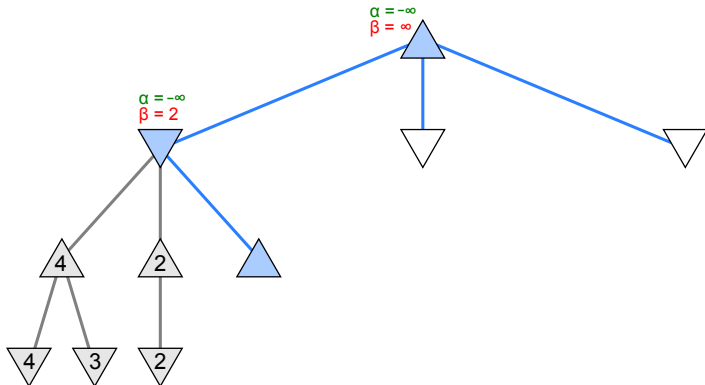 α = -∞
β = ∞
α = -∞
β = 2
4
2
4
3
2